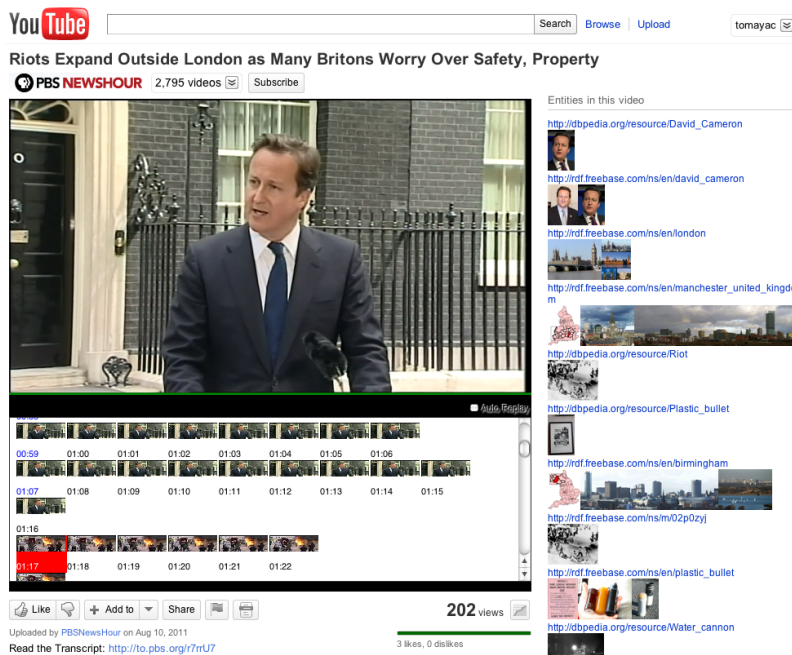 YouTube
Search
Browse
Upload
tomayac
Riots Expand Outside London as Many Britons Worry Over Safety, Property
PBS NEWSHOUR
2,795 videos
Subscribe
Auto Replay
00:59 01:00 01:01 01:02 01:03 01:04 01:05 01:06
01:07 01:08 01:09 01:10 01:11 01:12 01:13 01:14 01:15
01:16
01:17 01:18 01:19 01:20 01:21 01:22
Like
Add to
Share
202 views
Uploaded by PBSNewsHour on Aug 10, 2011
3 likes, 0 dislikes
Read the Transcript: http://to.pbs.org/r7rrU7
Entities in this video
http://dbpedia.org/resource/David_Cameron
http://rdf.freebase.com/ns/en/david_cameron
http://rdf.freebase.com/ns/en/london
http://rdf.freebase.com/ns/en/manchester_united_kingdo
m
http://dbpedia.org/resource/Riot
http://dbpedia.org/resource/Plastic_bullet
http://rdf.freebase.com/ns/en/birmingham
http://rdf.freebase.com/ns/m/02p0zyj
http://rdf.freebase.com/ns/en/plastic_bullet
http://dbpedia.org/resource/Water_cannon